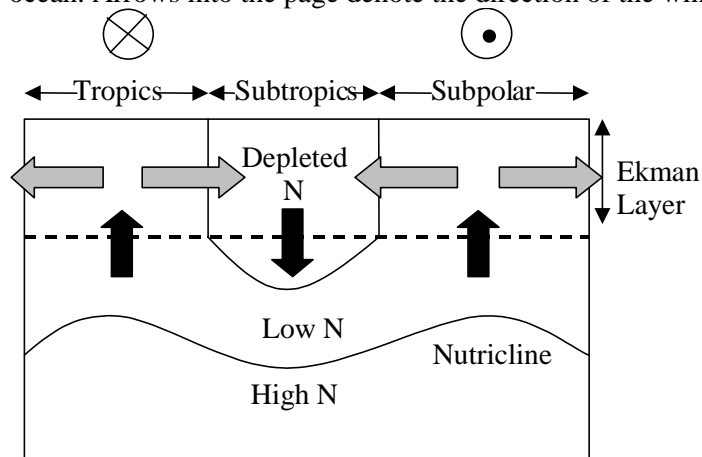 ocean. Arrows into the page denote the direction of the
Tropics Subtropics Subpolar
Depleted
N
Ekman
Layer
Low N
Nutricline
High N